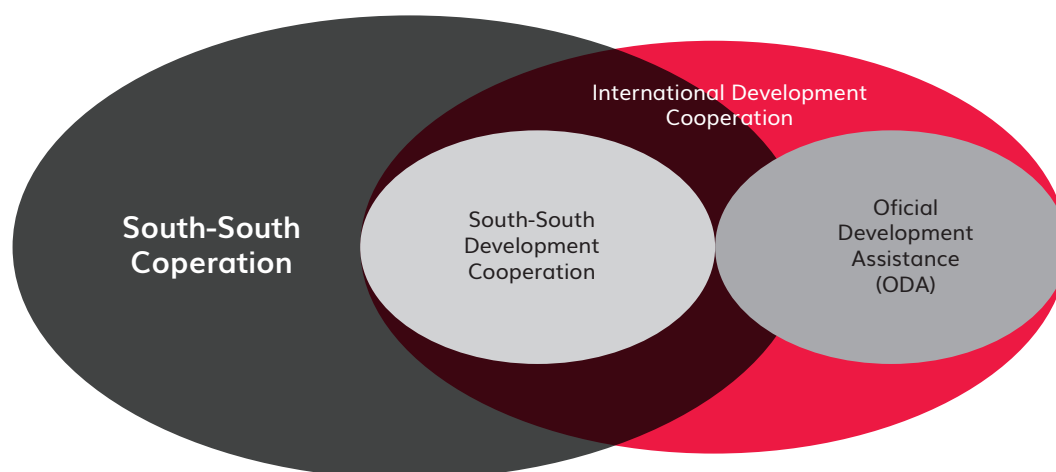 International Development
Cooperation
South-South
Coperation
South-South
Development
Cooperation
Oficial
Development
Assistance
(ODA)